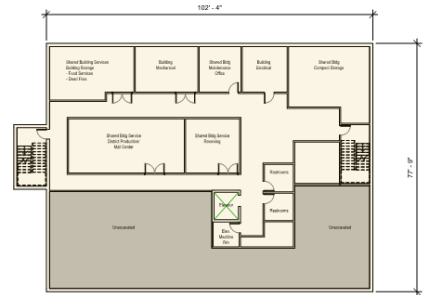 102' - 4"
Shared Building Services
Building Storage
- Food Services
- Dead Files
Building
Mechanical
Shared Bldg
Maintenance
Office
Building
Electrical
Shared Bldg
Compact Storage
Shared Bldg Service
District Production/
Mail Center
Shared Bldg Service
Receiving
77' - 9"
Restrooms
Elevator
Restrooms
Elev.
Machine
Rm
Unexcavated
Unexcavated